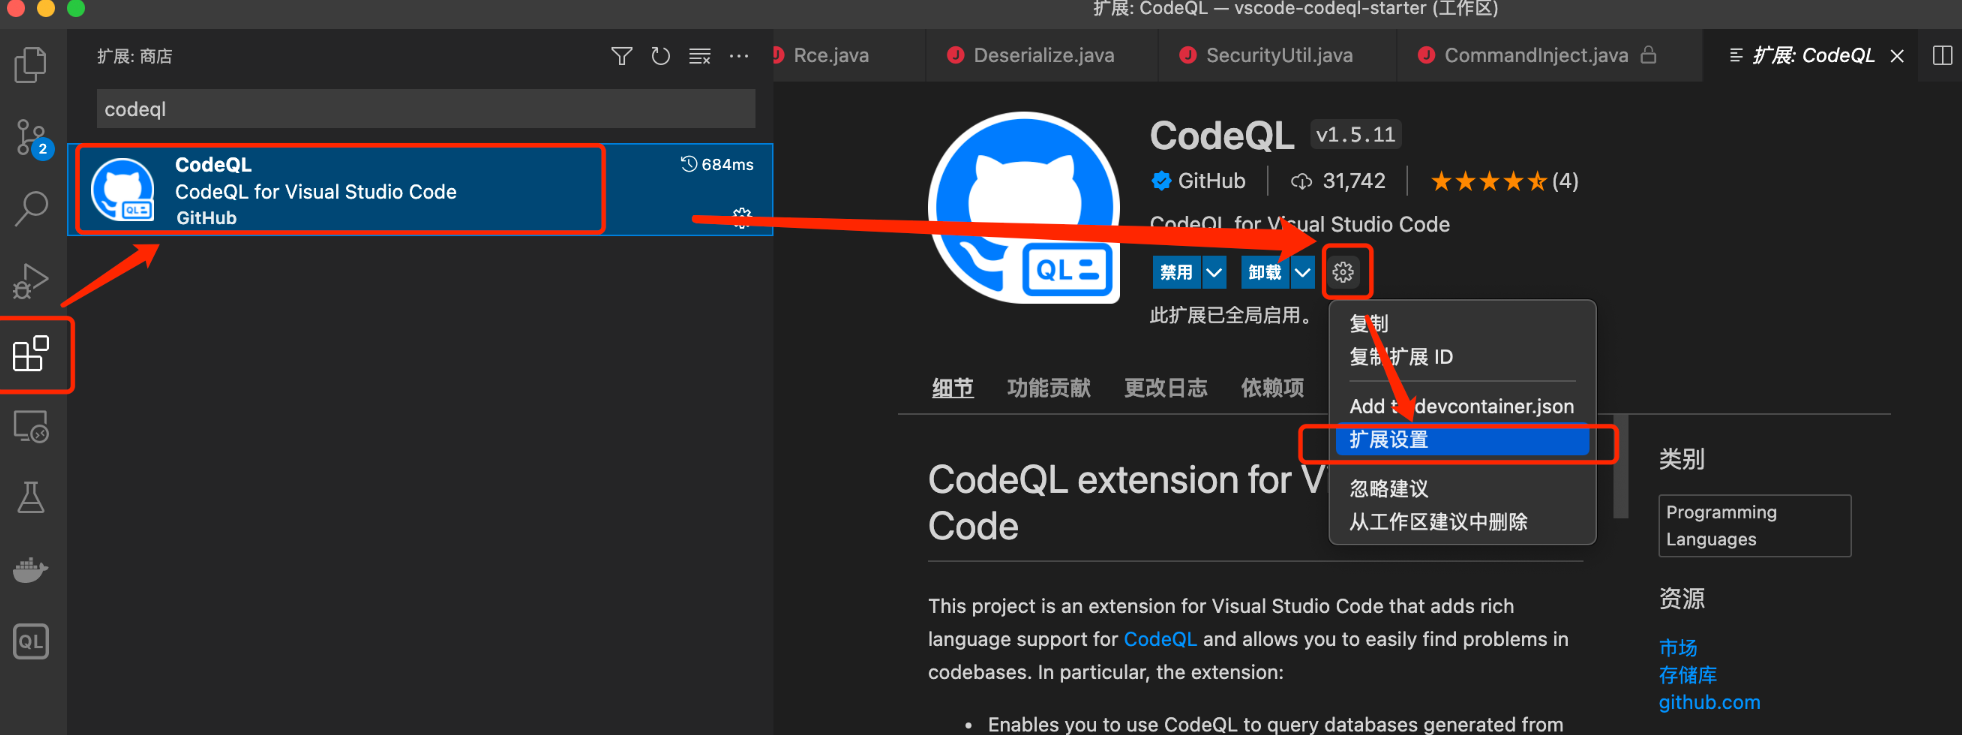 扩展: CodeQL — vscode-codeql-starter (工作区)
扩展: 商店
Rce.java
Deserialize.java
SecurityUtil.java
CommandInject.java
扩展: CodeQL
codeql
2
CodeQL
684ms
CodeQL for Visual Studio Code
GitHub
CodeQL
v1.5.11
GitHub
31,742
(4)
CodeQL for Visual Studio Code
QL
禁用
卸载
此扩展已全局启用。
复制
复制扩展 ID
Add to devcontainer.json
扩展设置
忽略建议
从工作区建议中删除
细节
功能贡献
更改日志
依赖项
CodeQL extension for V
Code
This project is an extension for Visual Studio Code that adds rich
language support for CodeQL and allows you to easily find problems in
codebases. In particular, the extension:
• Enables you to use CodeQL to query databases generated from
类别
Programming
Languages
资源
市场
存储库
github.com
QL
QL